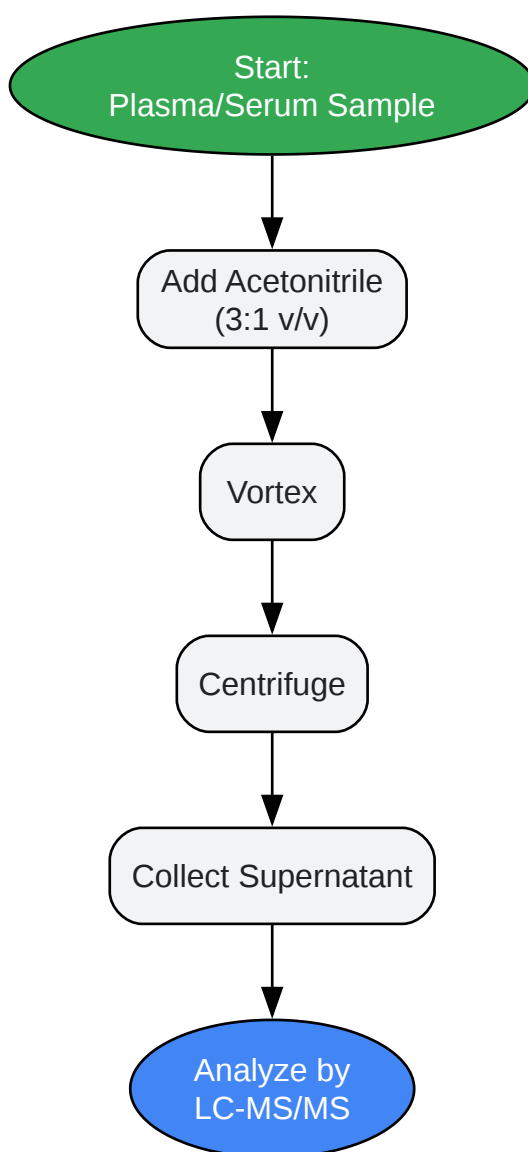 Start:
Plasma/Serum Sample
Add Acetonitrile
(3:1 v/v)
Vortex
Centrifuge
Collect Supernatant
Analyze by
LC-MS/MS